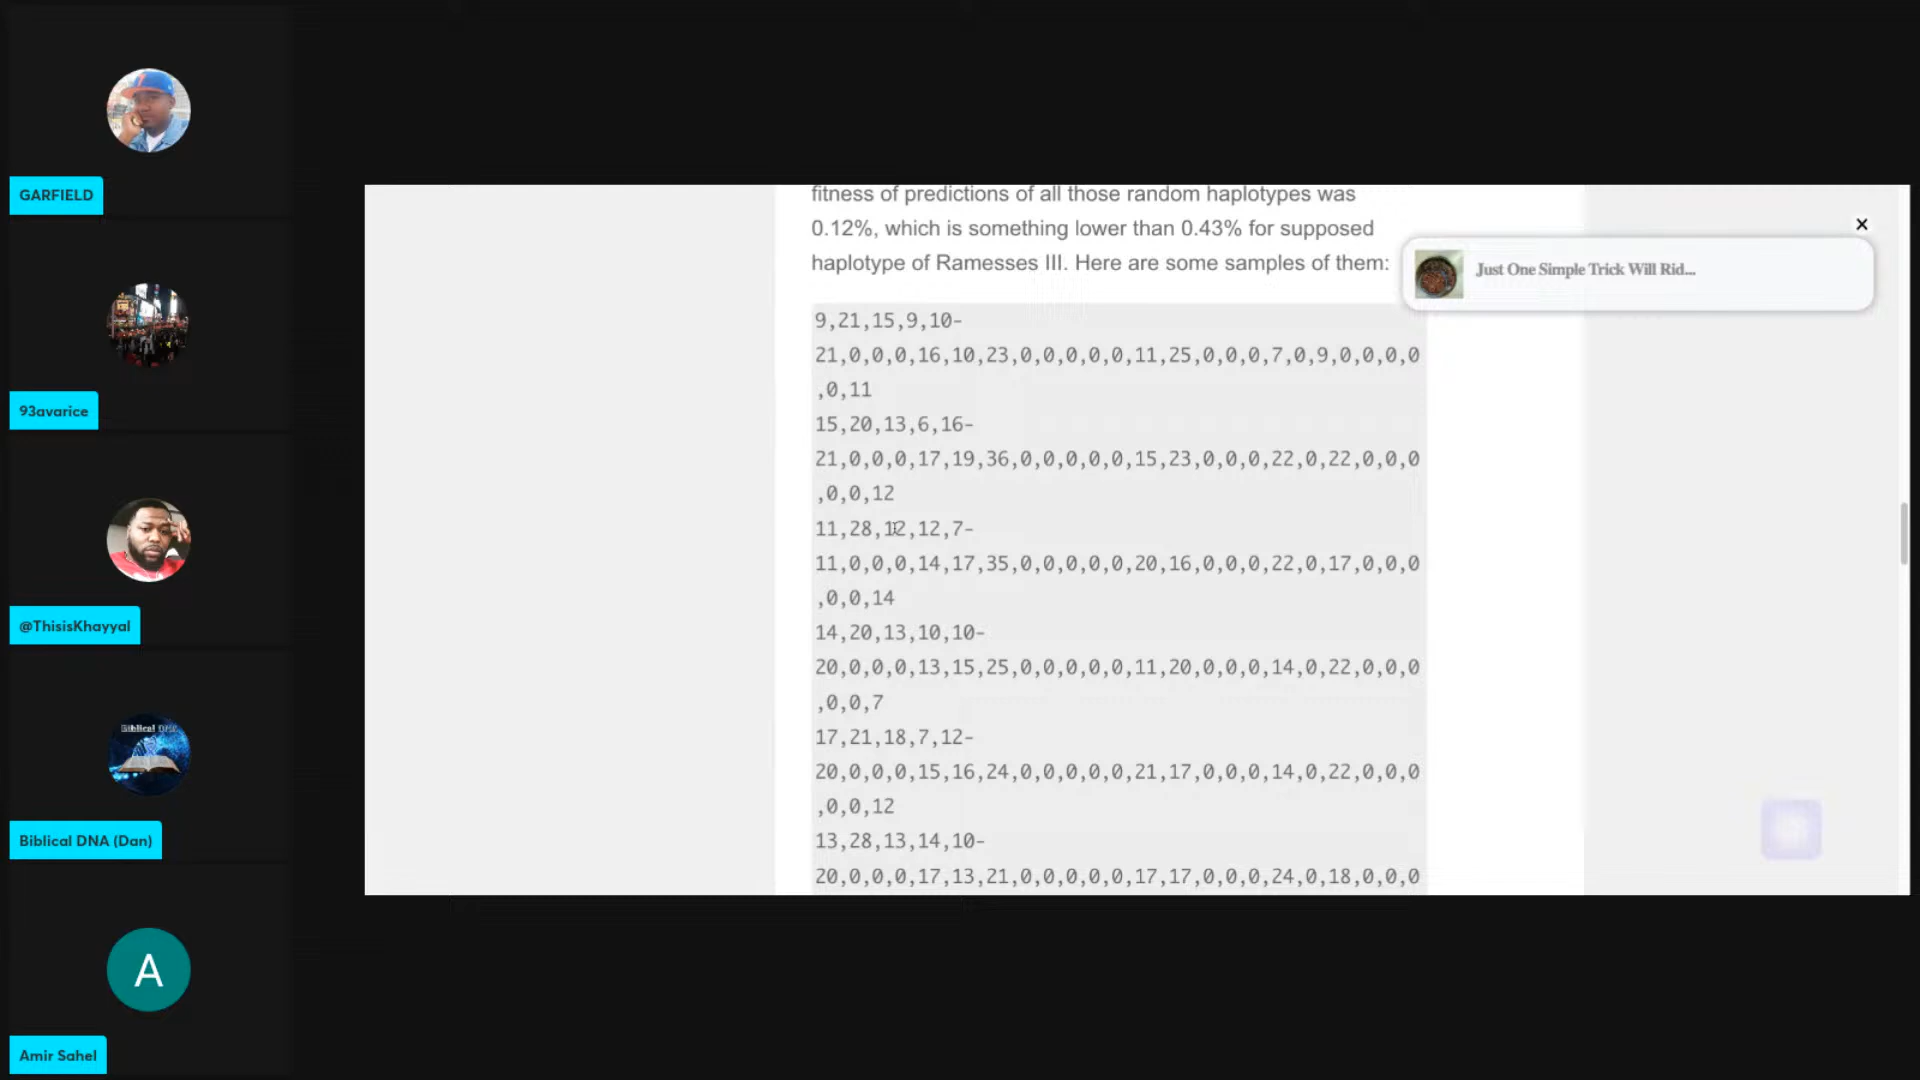 GARFIELD
93avarice
@ThisisKhayyal
Biblical DNA
Biblical DNA (Dan)
A
Amir Sahel
fitness of predictions of all those random haplotypes was
0.12%, which is something lower than 0.43% for supposed
haplotype of Ramesses III. Here are some samples of them:
9,21,15,9,10-
21,0,0,0,16,10,23,0,0,0,0,0,11,25,0,0,0,7,0,9,0,0,0,0
,0,11
15,20,13,6,16-
21,0,0,0,17,19,36,0,0,0,0,0,15,23,0,0,0,22,0,22,0,0,0
,0,0,12
11,28,12,12,7-
11,0,0,0,14,17,35,0,0,0,0,0,20,16,0,0,0,22,0,17,0,0,0
,0,0,14
14,20,13,10,10-
20,0,0,0,13,15,25,0,0,0,0,0,11,20,0,0,0,14,0,22,0,0,0
,0,0,7
17,21,18,7,12-
20,0,0,0,15,16,24,0,0,0,0,0,21,17,0,0,0,14,0,22,0,0,0
,0,0,12
13,28,13,14,10-
20,0,0,0,17,13,21,0,0,0,0,0,17,17,0,0,0,24,0,18,0,0,0
Just One Simple Trick Will Rid...